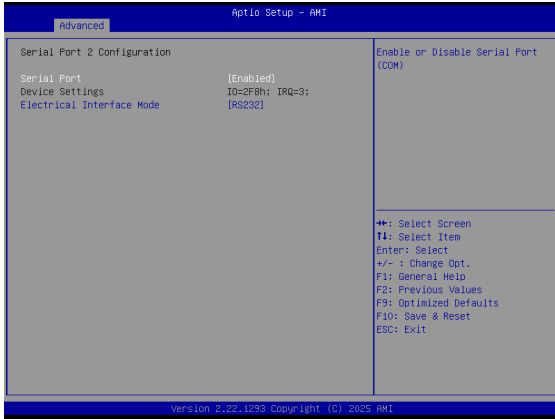 Aptio Setup - AMI
Advanced
Serial Port 2 Configuration
Serial Port [Enabled]
Device Settings IO=2F8h; IRQ=3;
Electrical Interface Mode [RS232]
Enable or Disable Serial Port
(COM)
→←: Select Screen
↑↓: Select Item
Enter: Select
+/- : Change Opt.
F1: General Help
F2: Previous Values
F9: Optimized Defaults
F10: Save & Reset
ESC: Exit
Version 2.22.1293 Copyright (C) 2025 AMI